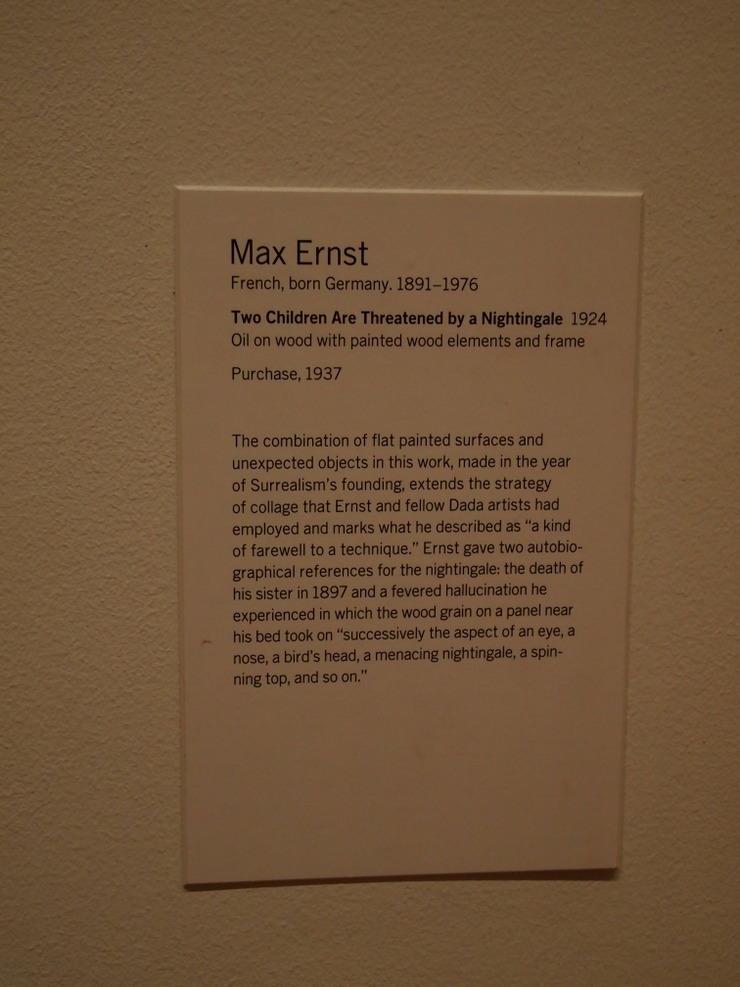 Max Ernst
French, born Germany. 1891–1976
Two Children Are Threatened by a Nightingale 1924
Oil on wood with painted wood elements and frame
Purchase, 1937
The combination of flat painted surfaces and
unexpected objects in this work, made in the year
of Surrealism’s founding, extends the strategy
of collage that Ernst and fellow Dada artists had
employed and marks what he described as “a kind
of farewell to a technique.” Ernst gave two autobio-
graphical references for the nightingale: the death of
his sister in 1897 and a fevered hallucination he
experienced in which the wood grain on a panel near
his bed took on “successively the aspect of an eye, a
nose, a bird’s head, a menacing nightingale, a spin-
ning top, and so on.”